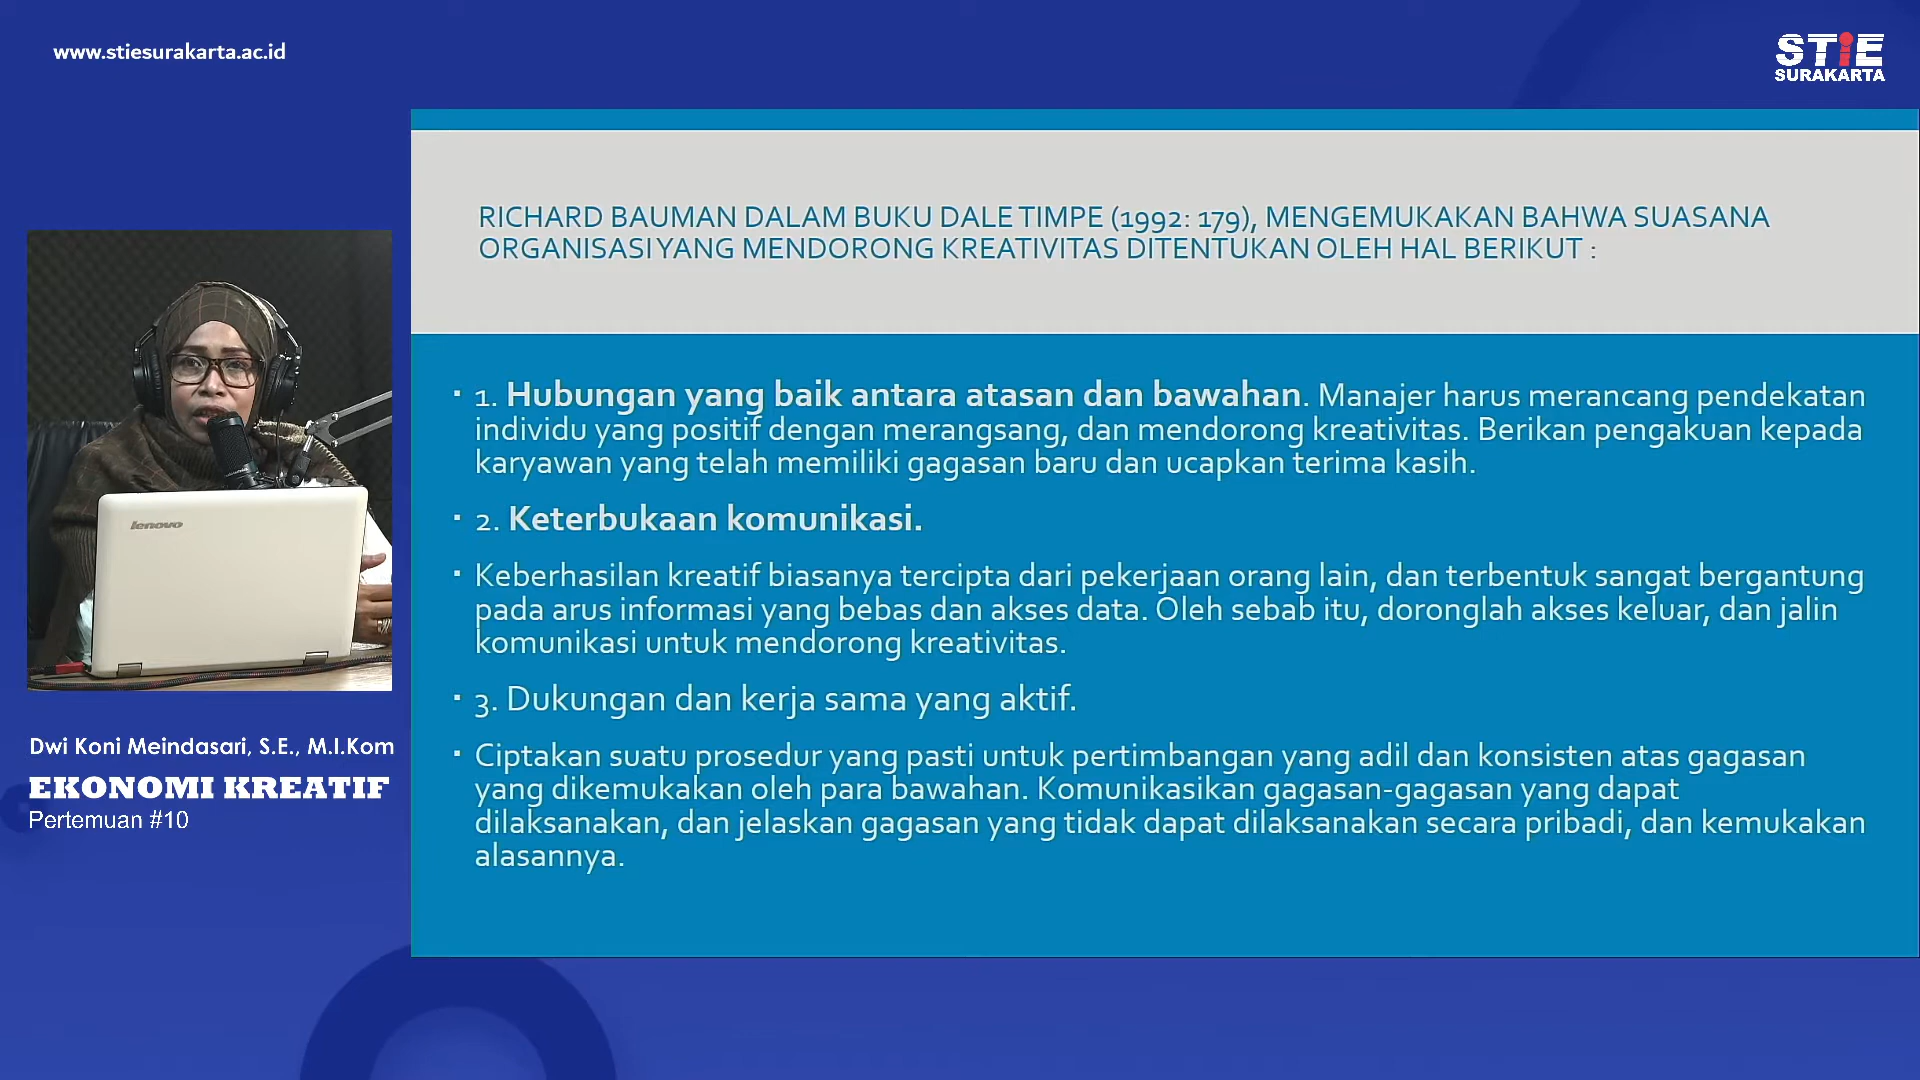 www.stiesurakarta.ac.id
STIE
SURAKARTA
RICHARD BAUMAN DALAM BUKU DALE TIMPE (1992: 179), MENGEMUKAKAN BAHWA SUASANA
ORGANISASI YANG MENDORONG KREATIVITAS DITENTUKAN OLEH HAL BERIKUT :
▪ 1. Hubungan yang baik antara atasan dan bawahan. Manajer harus merancang pendekatan
individu yang positif dengan merangsang, dan mendorong kreativitas. Berikan pengakuan kepada
karyawan yang telah memiliki gagasan baru dan ucapkan terima kasih.
▪ 2. Keterbukaan komunikasi.
▪ Keberhasilan kreatif biasanya tercipta dari pekerjaan orang lain, dan terbentuk sangat bergantung
pada arus informasi yang bebas dan akses data. Oleh sebab itu, doronglah akses keluar, dan jalin
komunikasi untuk mendorong kreativitas.
▪ 3. Dukungan dan kerja sama yang aktif.
▪ Ciptakan suatu prosedur yang pasti untuk pertimbangan yang adil dan konsisten atas gagasan
yang dikemukakan oleh para bawahan. Komunikasikan gagasan-gagasan yang dapat
dilaksanakan, dan jelaskan gagasan yang tidak dapat dilaksanakan secara pribadi, dan kemukakan
alasannya.
lenovo
Dwi Koni Meindasari, S.E., M.I.Kom
EKONOMI KREATIF
Pertemuan #10